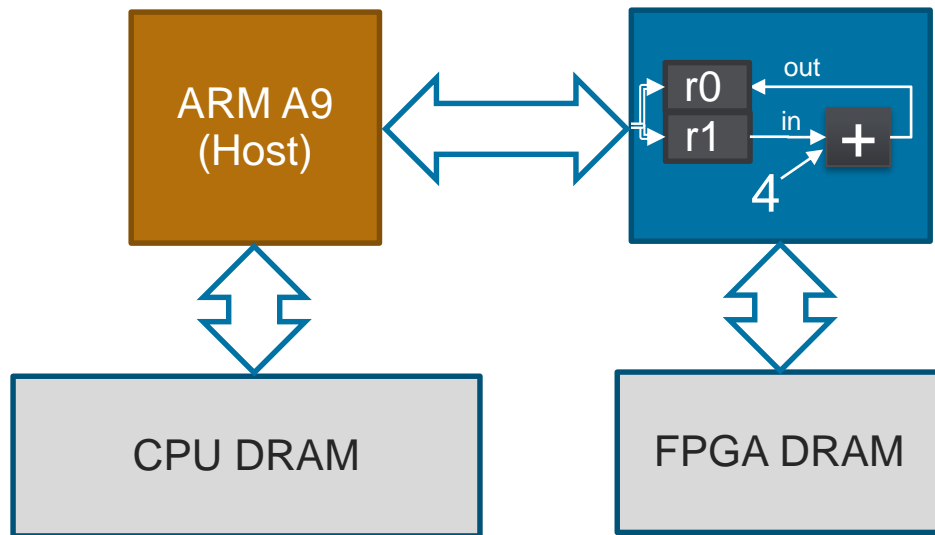 ARM A9
(Host)
r0
r1
out
in
+
4
CPU DRAM
FPGA DRAM